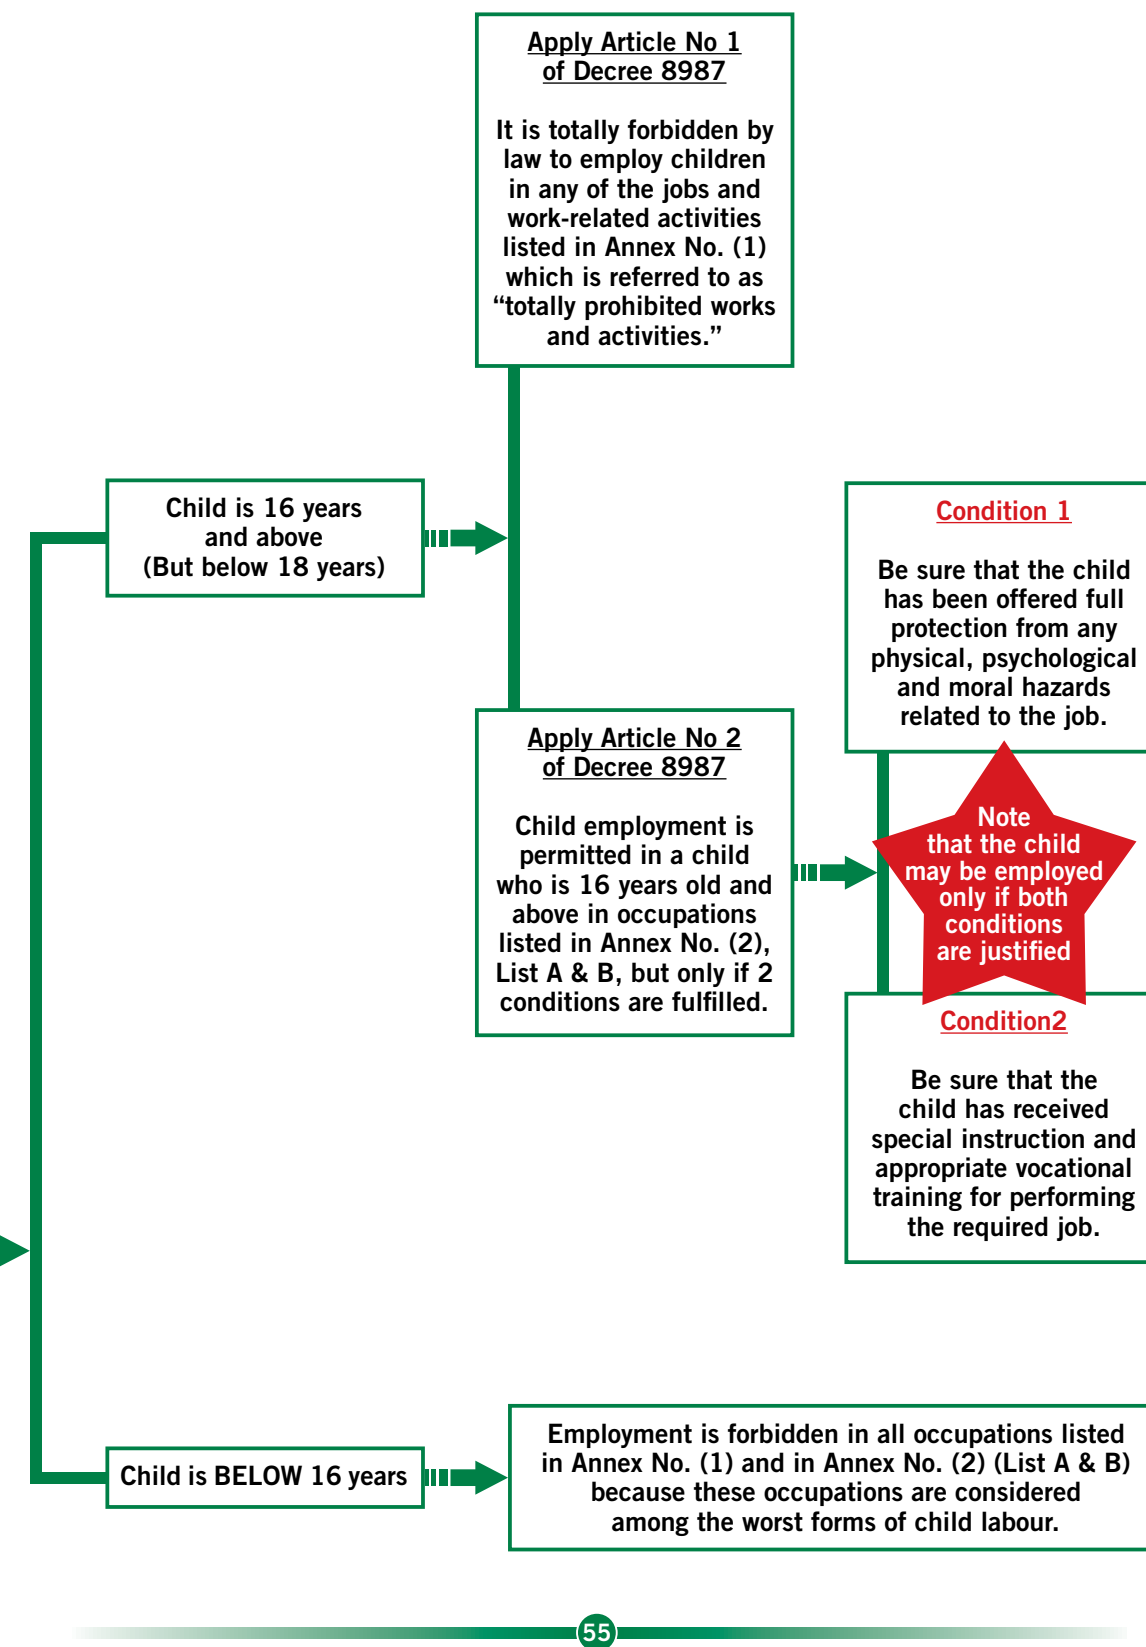 Apply Article No 1
of Decree 8987
It is totally forbidden by
law to employ children
in any of the jobs and
work-related activities
listed in Annex No. (1)
which is referred to as
“totally prohibited works
and activities.”
Child is 16 years
and above
(But below 18 years)
Apply Article No 2
of Decree 8987
Child employment is
permitted in a child
who is 16 years old and
above in occupations
listed in Annex No. (2),
List A & B, but only if 2
conditions are fulfilled.
Condition 1
Be sure that the child
has been offered full
protection from any
physical, psychological
and moral hazards
related to the job.
Note
that the child
may be employed
only if both
conditions
are justified
Condition2
Be sure that the
child has received
special instruction and
appropriate vocational
training for performing
the required job.
Child is BELOW 16 years
Employment is forbidden in all occupations listed
in Annex No. (1) and in Annex No. (2) (List A & B)
because these occupations are considered
among the worst forms of child labour.
55